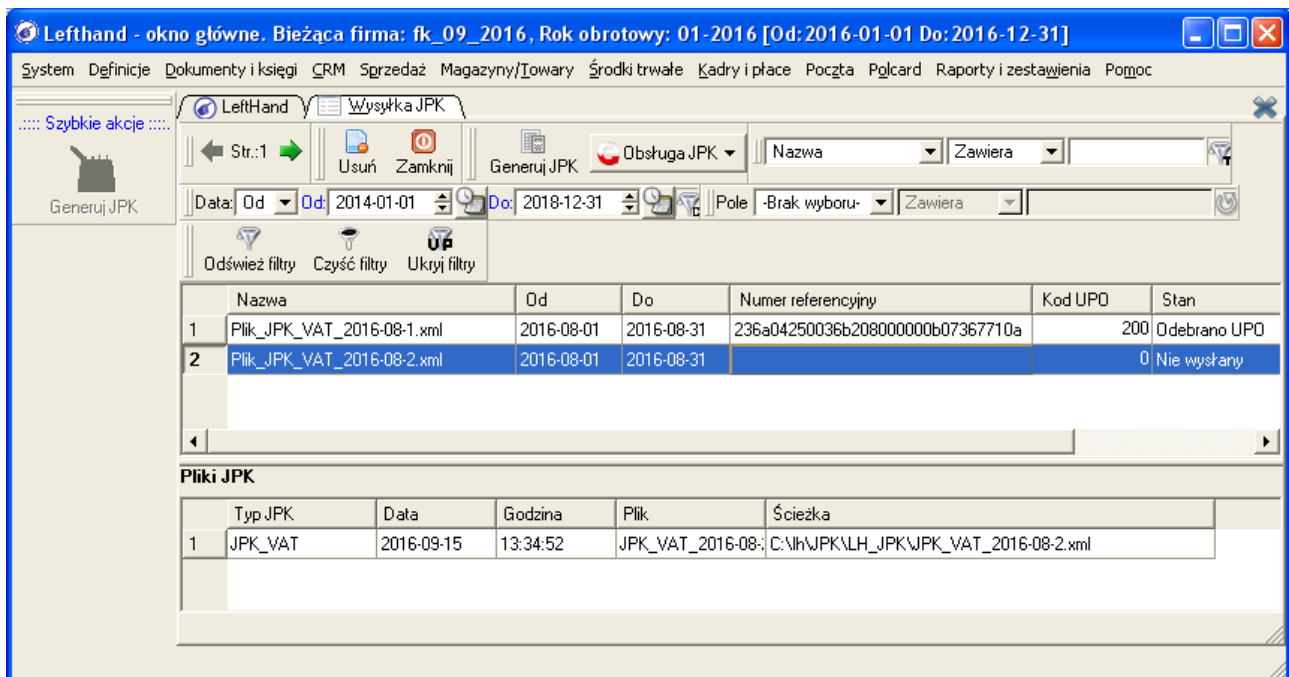 Lefthand - okno główne. Bieżąca firma: fk_09_2016, Rok obrotowy: 01-2016 [Od:2016-01-01 Do:2016-12-31]
System Definicje Dokumenty i księgi CRM Sprzedaż Magazyny/Towary Środki trwałe Kadry i płace Poczta Polcard Raporty i zestawienia Pomoc
::::: Szybkie akcje :::::
Generuj JPK
LeftHand Wysyłka JPK
Str.:1 Usuń Zamknij Generuj JPK Obsługa JPK Nazwa Zawiera
Data: Od Od: 2014-01-01 Do: 2018-12-31 Pole -Brak wyboru- Zawiera
Odśwież filtry Czyść filtry Ukryj filtry
Nazwa Od Do Numer referencyjny Kod UPO Stan
1 Plik_JPK_VAT_2016-08-1.xml 2016-08-01 2016-08-31 236a04250036b208000000b07367710a 200 Odebrano UPO
2 Plik_JPK_VAT_2016-08-2.xml 2016-08-01 2016-08-31 0 Nie wysłany
Pliki JPK
Typ JPK Data Godzina Plik Ścieżka
1 JPK_VAT 2016-09-15 13:34:52 JPK_VAT_2016-08- C:\lh\JPK\LH_JPK\JPK_VAT_2016-08-2.xml